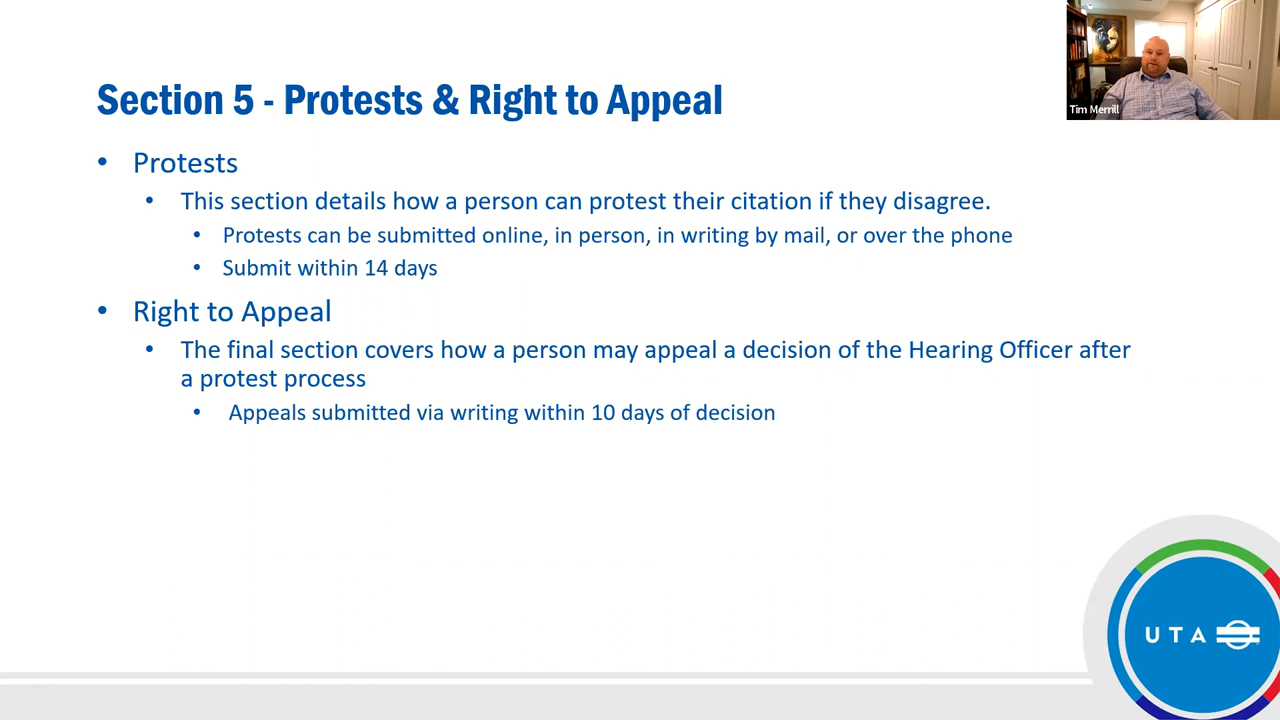 Section 5 - Protests & Right to Appeal
Tim Merrill
• Protests
• This section details how a person can protest their citation if they disagree.
• Protests can be submitted online, in person, in writing by mail, or over the phone
• Submit within 14 days
• Right to Appeal
• The final section covers how a person may appeal a decision of the Hearing Officer after
a protest process
• Appeals submitted via writing within 10 days of decision
UTA